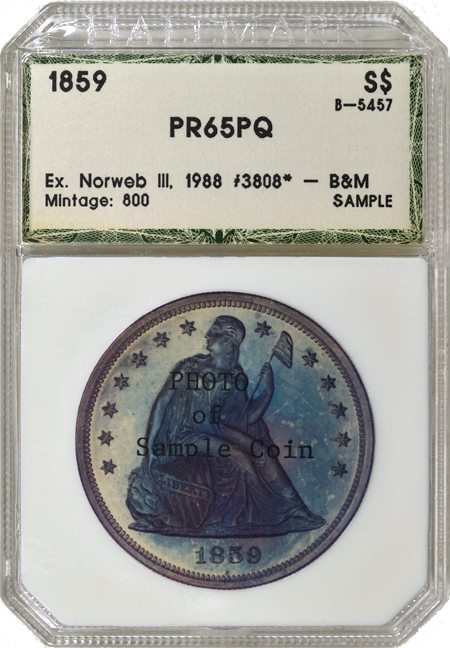 HALLMARK
1859 S$
B-5457
PR65PQ
Ex. Norweb III, 1988 #3808* — B&M
Mintage: 800 SAMPLE
PHOTO
of
Sample Coin
LIBERTY
1859